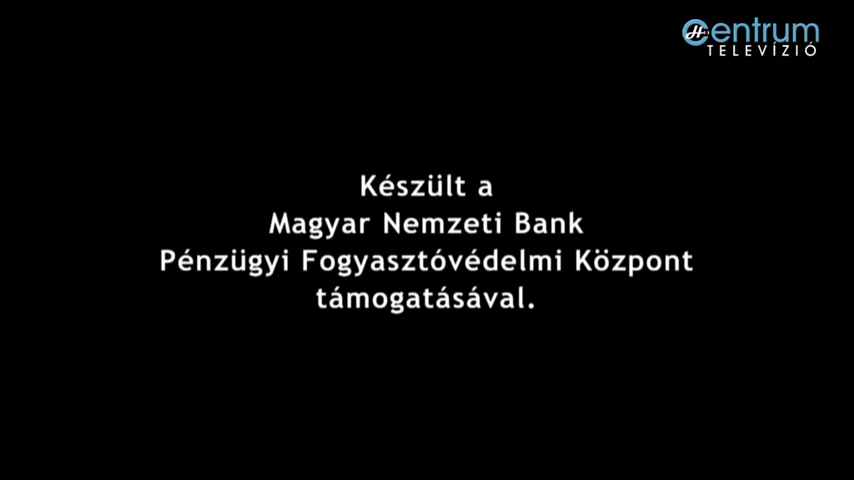 Centrum
TELEVÍZIÓ
Készült a
Magyar Nemzeti Bank
Pénzügyi Fogyasztóvédelmi Központ
támogatásával.